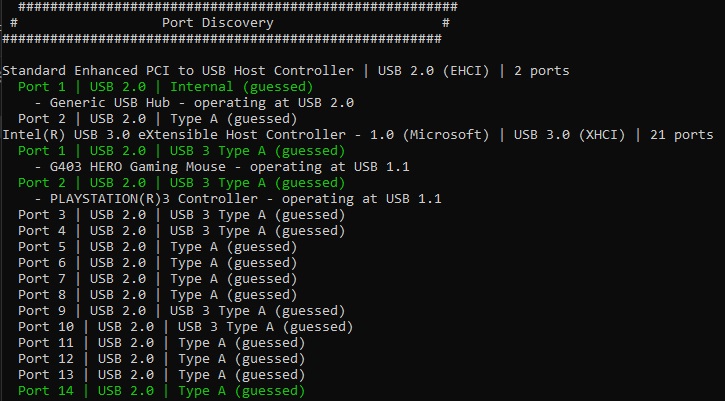 #######################################################
# Port Discovery #
#######################################################
Standard Enhanced PCI to USB Host Controller | USB 2.0 (EHCI) | 2 ports
Port 1 | USB 2.0 | Internal (guessed)
- Generic USB Hub - operating at USB 2.0
Port 2 | USB 2.0 | Type A (guessed)
Intel(R) USB 3.0 eXtensible Host Controller - 1.0 (Microsoft) | USB 3.0 (XHCI) | 21 ports
Port 1 | USB 2.0 | USB 3 Type A (guessed)
- G403 HERO Gaming Mouse - operating at USB 1.1
Port 2 | USB 2.0 | USB 3 Type A (guessed)
- PLAYSTATION(R)3 Controller - operating at USB 1.1
Port 3 | USB 2.0 | USB 3 Type A (guessed)
Port 4 | USB 2.0 | USB 3 Type A (guessed)
Port 5 | USB 2.0 | Type A (guessed)
Port 6 | USB 2.0 | Type A (guessed)
Port 7 | USB 2.0 | Type A (guessed)
Port 8 | USB 2.0 | Type A (guessed)
Port 9 | USB 2.0 | USB 3 Type A (guessed)
Port 10 | USB 2.0 | USB 3 Type A (guessed)
Port 11 | USB 2.0 | Type A (guessed)
Port 12 | USB 2.0 | Type A (guessed)
Port 13 | USB 2.0 | Type A (guessed)
Port 14 | USB 2.0 | Type A (guessed)